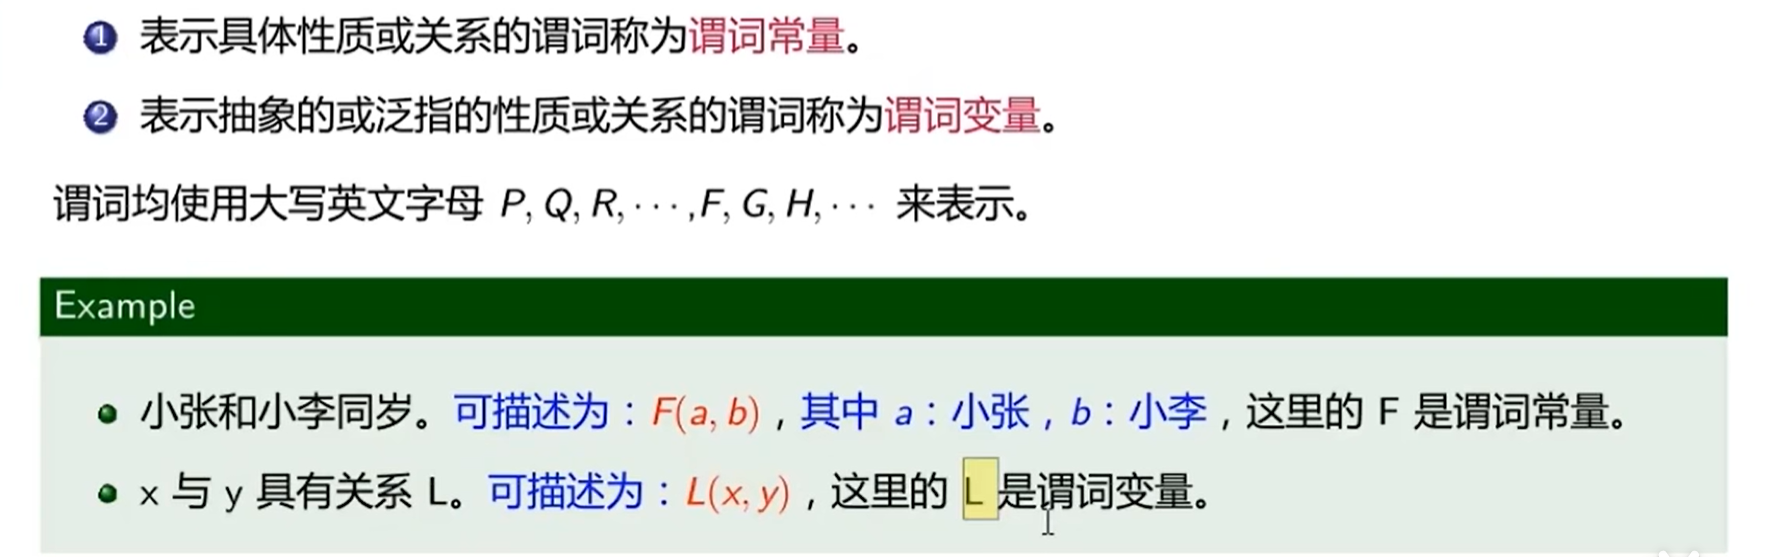 1 表示具体性质或关系的谓词称为谓词常量。
2 表示抽象的或泛指的性质或关系的谓词称为谓词变量。
谓词均使用大写英文字母 P, Q, R, ··· ,F, G, H, ··· 来表示。
Example
小张和小李同岁。可描述为：F(a, b)，其中 a：小张，b：小李，这里的 F 是谓词常量。
x 与 y 具有关系 L。可描述为：L(x, y)，这里的 L 是谓词变量。